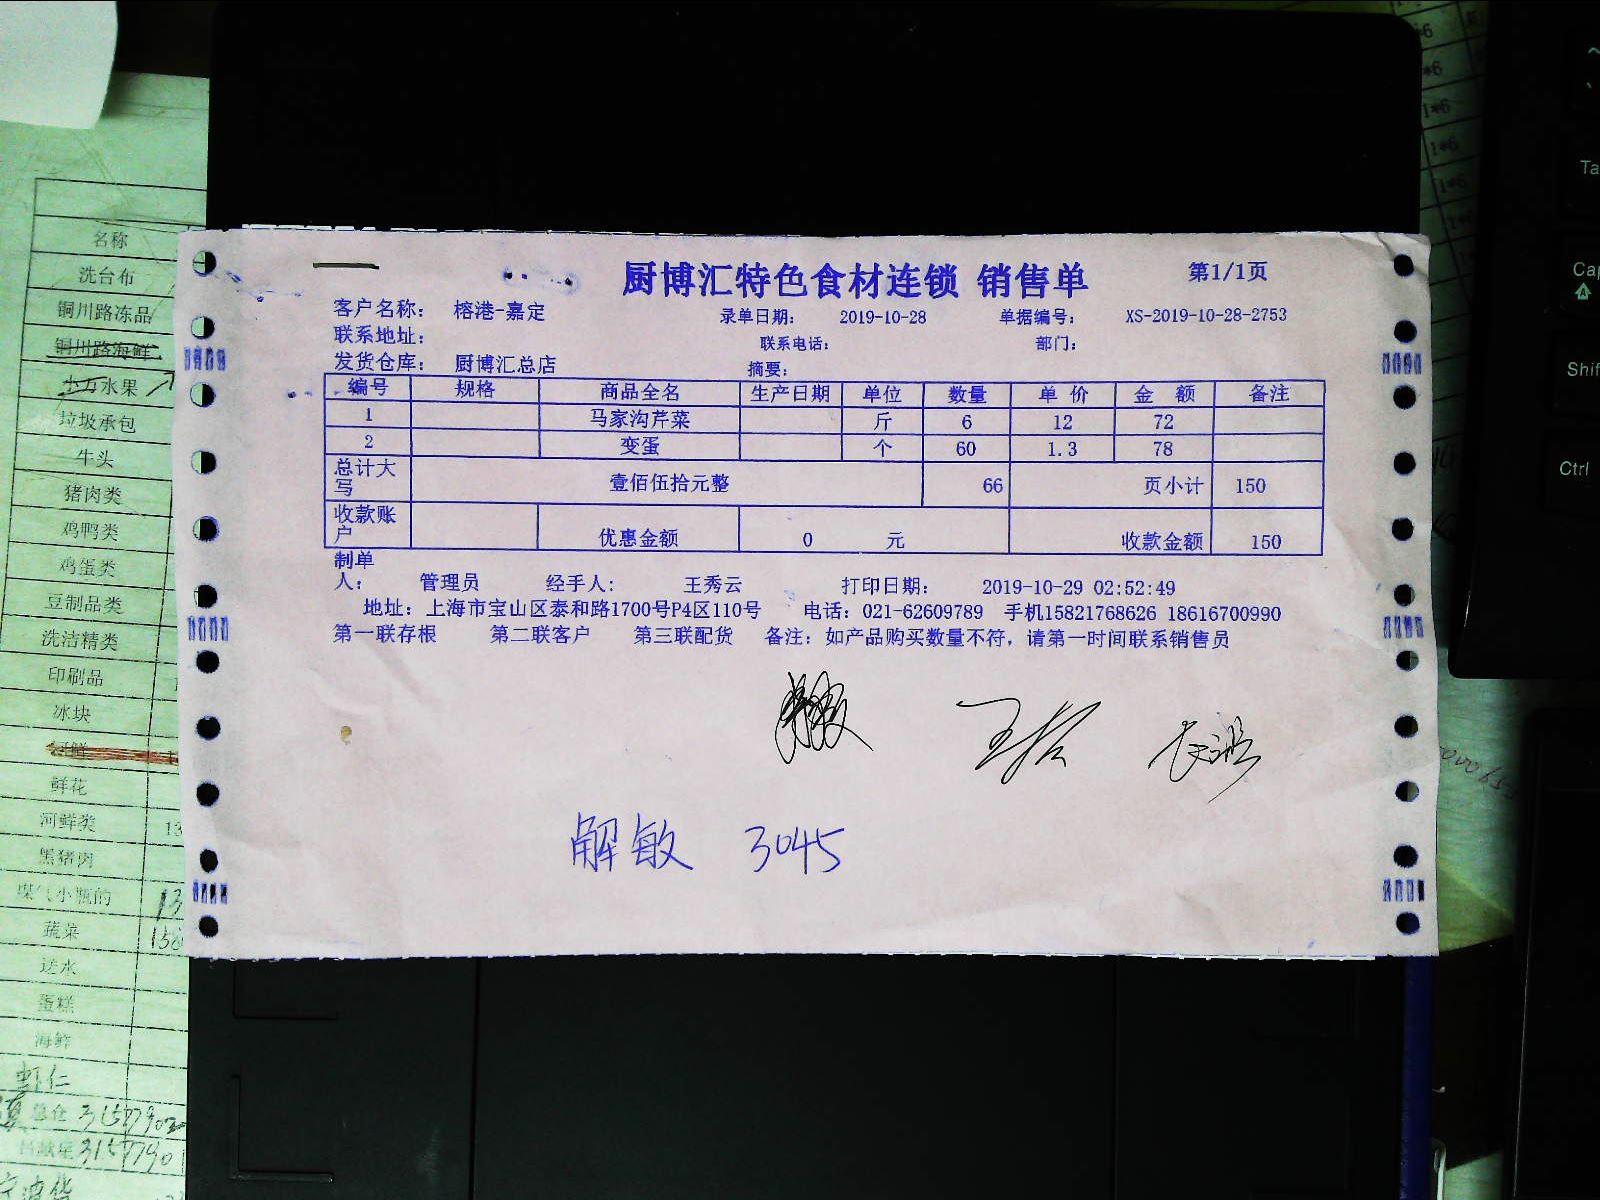 厨博汇特色食材连锁 销售单 第1/1页
客户名称: 榕港-嘉定 录单日期: 2019-10-28 单据编号: XS-2019-10-28-2753
联系地址: 联系电话: 部门:
发货仓库: 厨博汇总店 摘要:
编号 规格 商品全名 生产日期 单位 数量 单 价 金 额 备注
1 马家沟芹菜 斤 6 12 72
2 变蛋 个 60 1.3 78
总计大写 壹佰伍拾元整 66 页小计 150
收款账户 优惠金额 0 元 收款金额 150
制单人: 管理员 经手人: 王秀云 打印日期: 2019-10-29 02:52:49
地址: 上海市宝山区泰和路1700号P4区110号 电话: 021-62609789 手机15821768626 18616700990
第一联存根 第二联客户 第三联配货 备注: 如产品购买数量不符, 请第一时间联系销售员
解敏 3045
名称
洗台布
铜川路冻品
铜川路海鲜
水果
垃圾承包
牛头
猪肉类
鸡鸭类
鸡蛋类
豆制品类
洗洁精类
印刷品
冰块
鲜花
河鲜类
黑猪肉
煤气小瓶的
蔬菜
送水
蛋糕
海鲜
虾仁
Shif
Ctrl